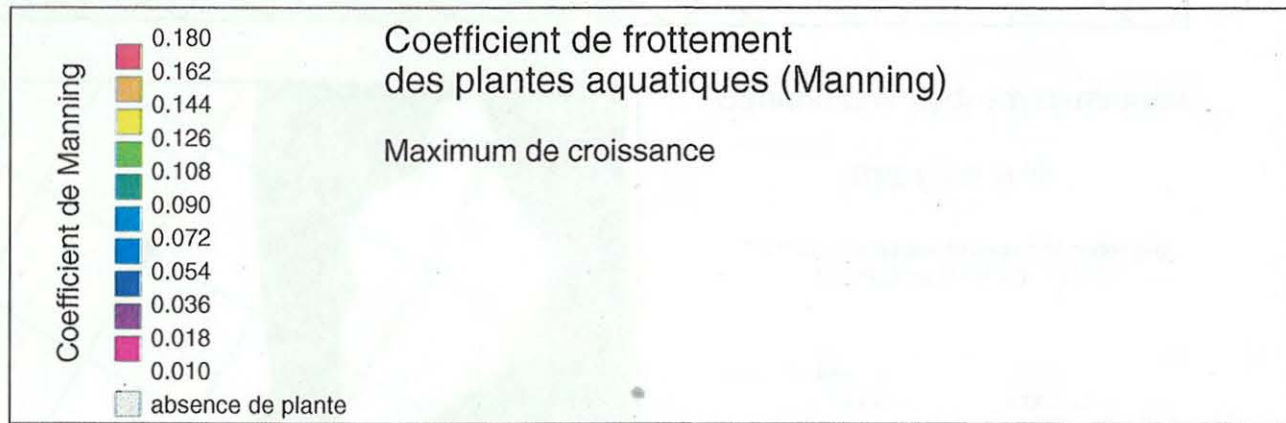 Coefficient de frottement
des plantes aquatiques (Manning)
Maximum de croissance
Coefficient de Manning
0.180
0.162
0.144
0.126
0.108
0.090
0.072
0.054
0.036
0.018
0.010
absence de plante